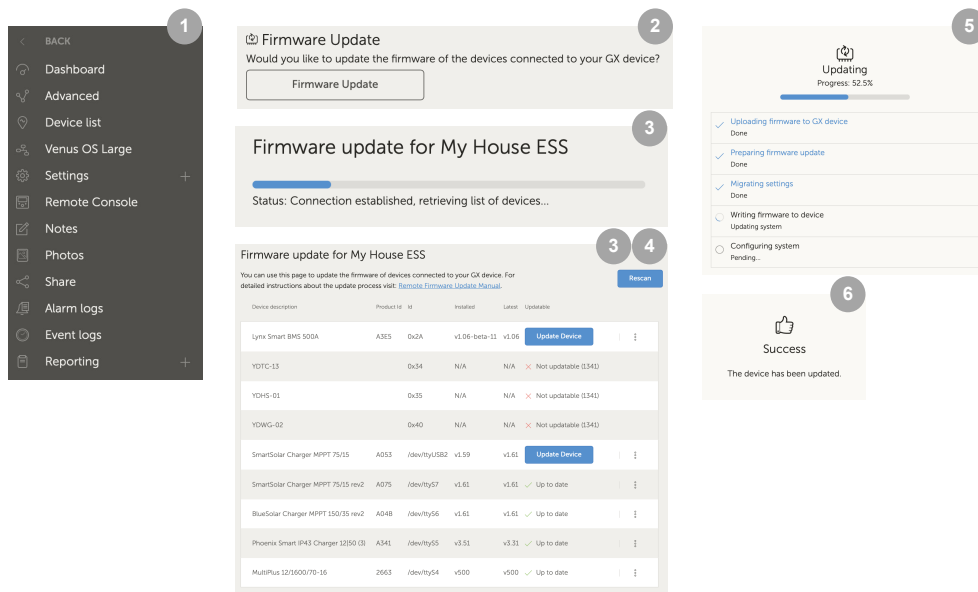 1
BACK
Dashboard
Advanced
Device list
Venus OS Large
Settings
Remote Console
Notes
Photos
Share
Alarm logs
Event logs
Reporting
2
Firmware Update
Would you like to update the firmware of the devices connected to your GX device?
Firmware Update
3
Firmware update for My House ESS
Status: Connection established, retrieving list of devices...
3 4
Firmware update for My House ESS
You can use this page to update the firmware of devices connected to your GX device. For
detailed instructions about the update process visit: Remote Firmware Update Manual.
Rescan
Device description Product Id Id Installed Latest Updatable
Lynx Smart BMS 500A A3E5 0x2A v1.06-beta-11 v1.06 Update Device
YDTC-13 0x34 N/A N/A Not updatable (1341)
YDHS-01 0x35 N/A N/A Not updatable (1341)
YDWG-02 0x40 N/A N/A Not updatable (1341)
SmartSolar Charger MPPT 75/15 A053 /dev/ttyUSB2 v1.59 v1.61 Update Device
SmartSolar Charger MPPT 75/15 rev2 A075 /dev/ttyS7 v1.61 v1.61 Up to date
BlueSolar Charger MPPT 150/35 rev2 A04B /dev/ttyS6 v1.61 v1.61 Up to date
Phoenix Smart IP43 Charger 12|50 (3) A341 /dev/ttyS5 v3.51 v3.31 Up to date
MultiPlus 12/1600/70-16 2663 /dev/ttyS4 v500 v500 Up to date
5
Updating
Progress: 52.5%
Uploading firmware to GX device
Done
Preparing firmware update
Done
Migrating settings
Done
Writing firmware to device
Updating system
Configuring system
Pending...
6
Success
The device has been updated.